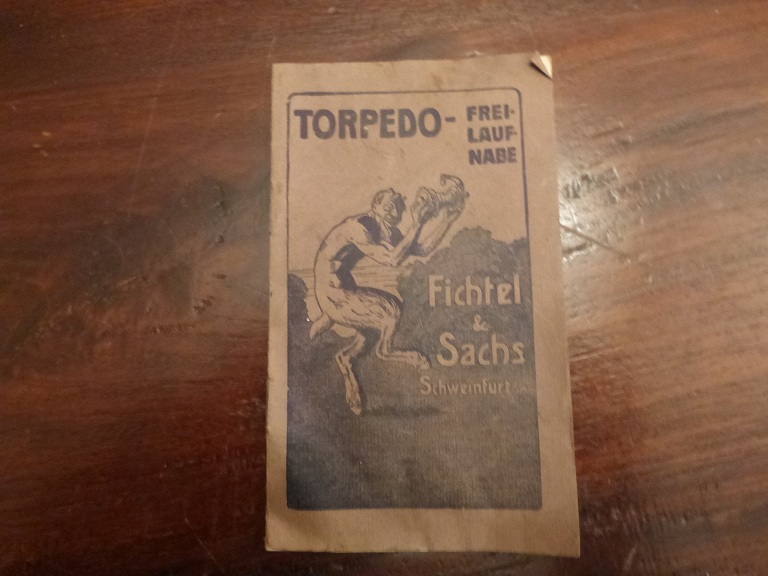 TORPEDO- FREI-
LAUF-
NABE
Fichtel
&
Sachs
Schweinfurt